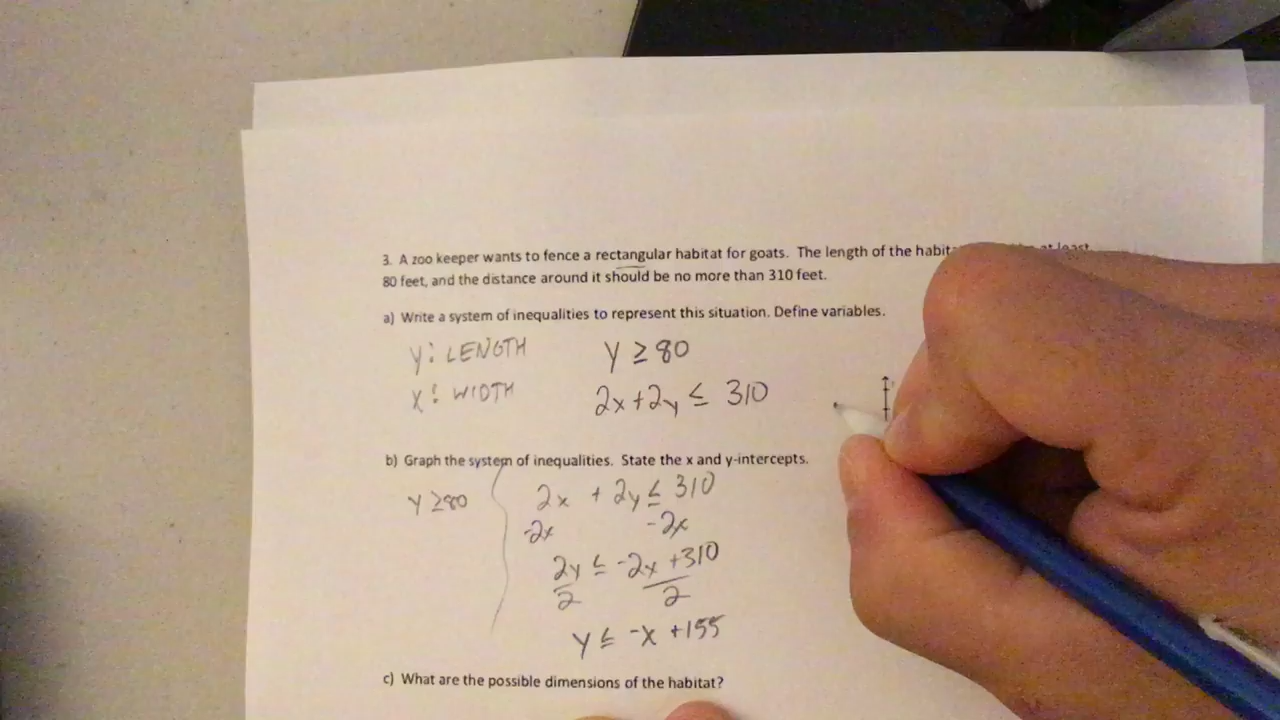 3. A zoo keeper wants to fence a rectangular habitat for goats. The length of the at least
80 feet, and the distance around it should be no more than 310 feet.
a) Write a system of inequalities to represent this situation. Define variables.
Y: LENGTH Y ≥ 80
X: WIDTH 2x+2y ≤ 310
b) Graph the system of inequalities. State the x and y-intercepts.
Y ≥80 2x + 2y ≤ 310
-2x -2x
2y ≤ -2x +310
2 2
y ≤ -x +155
c) What are the possible dimensions of the habitat?